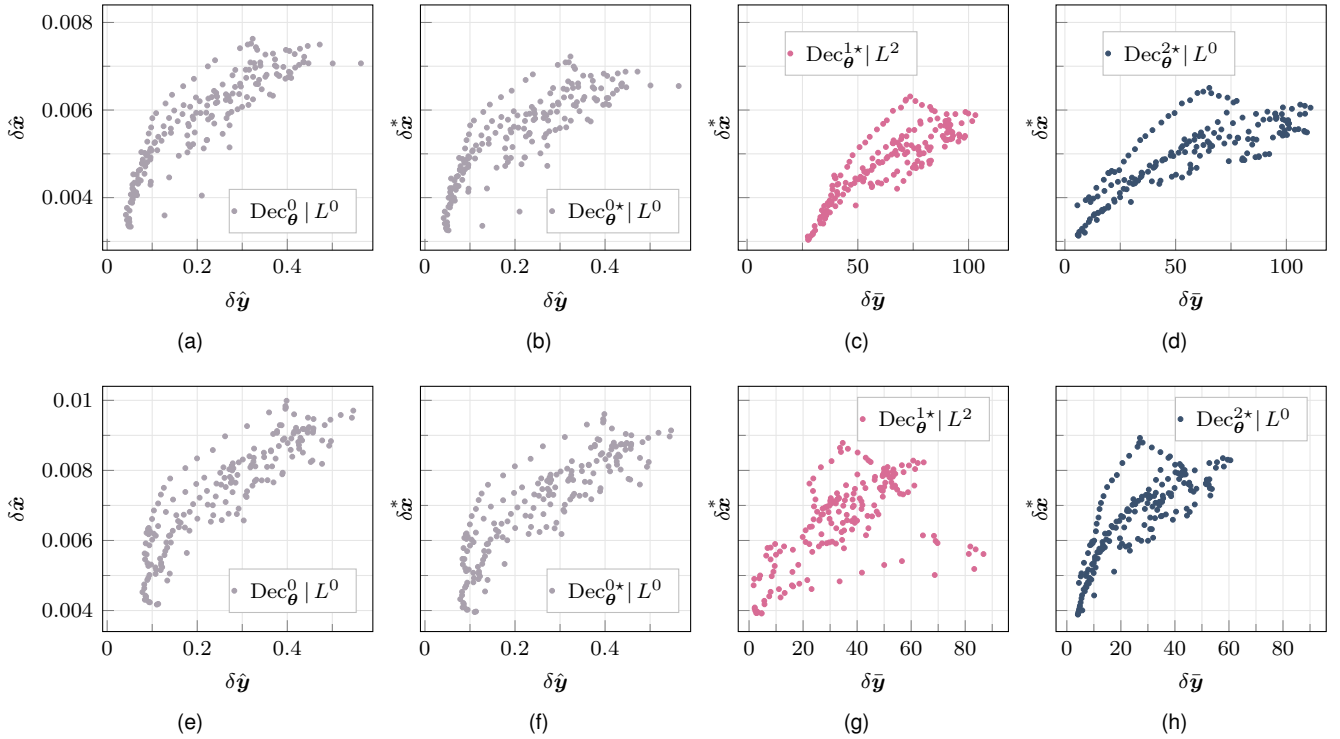 0.008
0.006
0.004
δx̂
0 0.2 0.4
δŷ
Dec⁰_θ | L⁰
(a)
δx*
0 0.2 0.4
δŷ
Dec⁰*_θ | L⁰
(b)
δx*
0 50 100
δȳ
Dec¹*_θ | L²
(c)
δx*
0 50 100
δȳ
Dec²*_θ | L⁰
(d)
0.01
0.008
0.006
0.004
δx̂
0 0.2 0.4
δŷ
Dec⁰_θ | L⁰
(e)
δx*
0 0.2 0.4
δŷ
Dec⁰*_θ | L⁰
(f)
δx*
0 20 40 60 80
δȳ
Dec¹*_θ | L²
(g)
δx*
0 20 40 60 80
δȳ
Dec²*_θ | L⁰
(h)